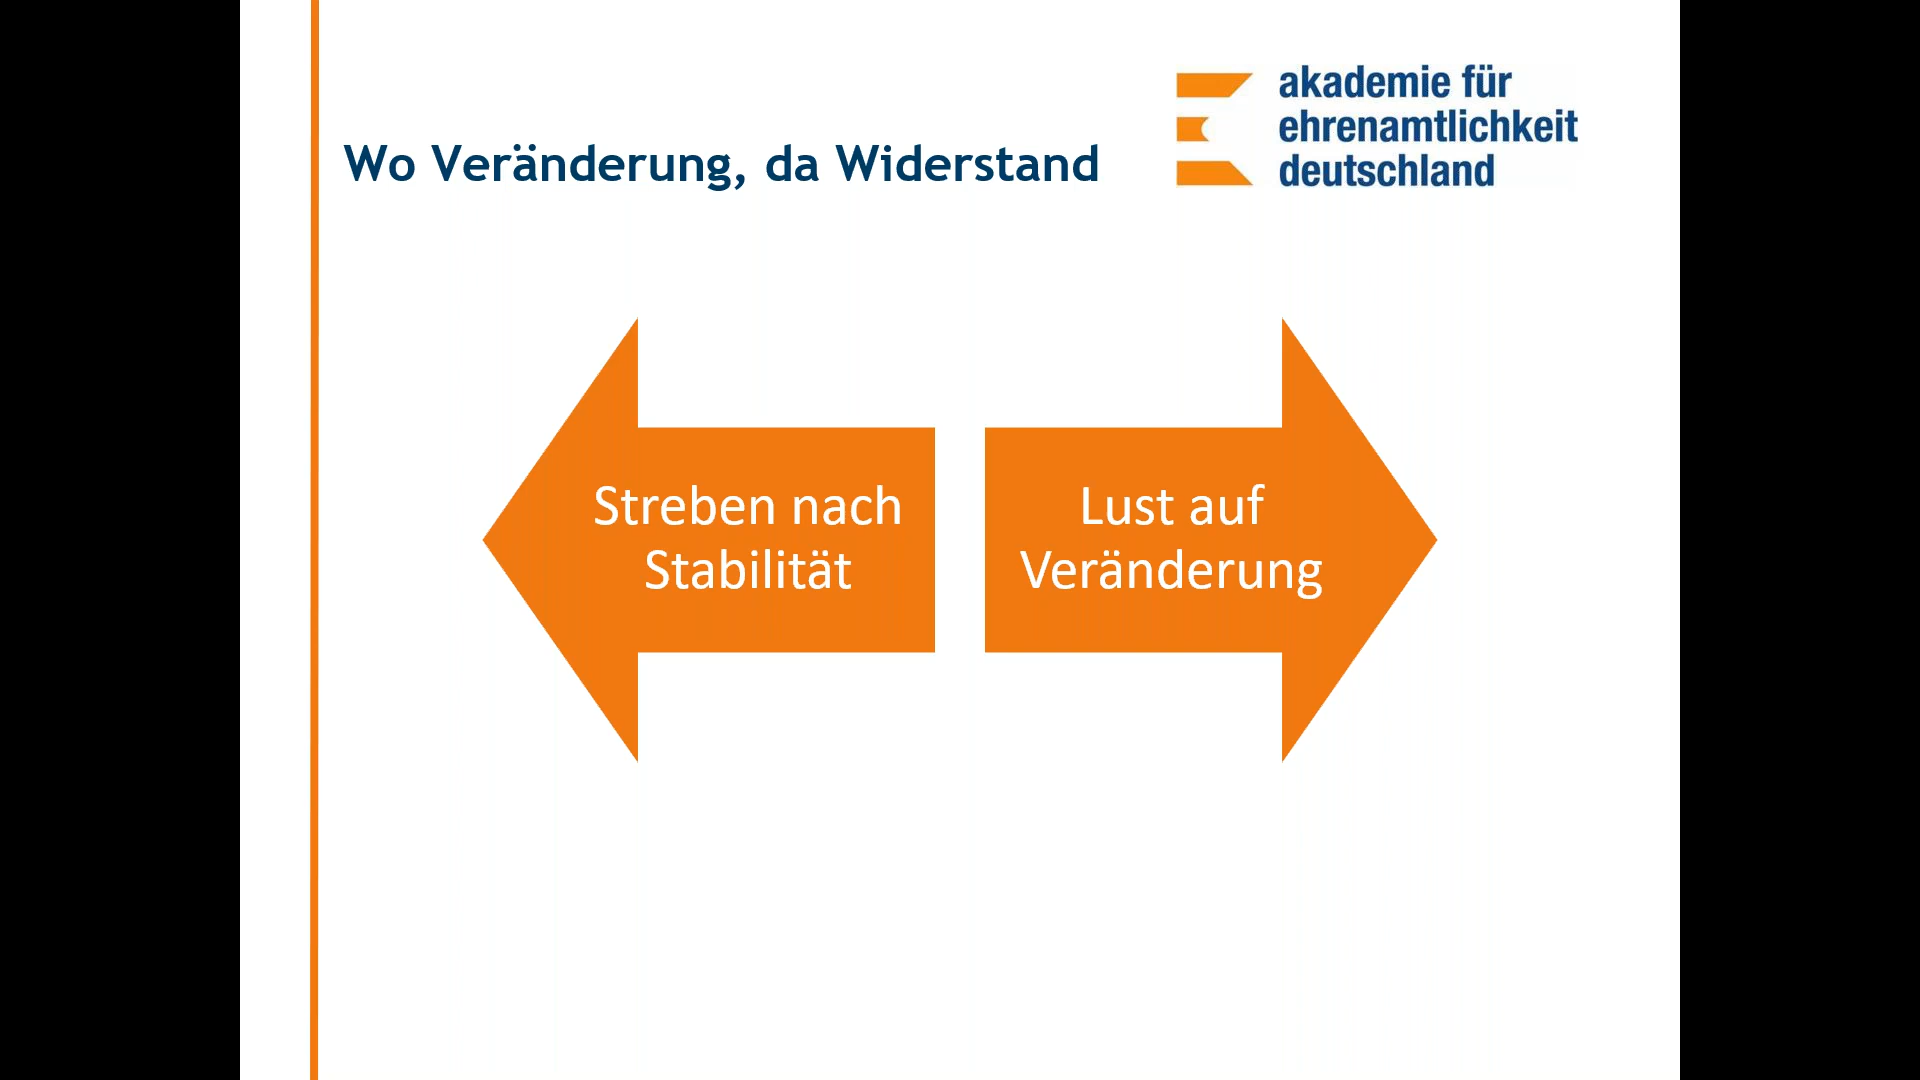 Wo Veränderung, da Widerstand
akademie für
ehrenamtlichkeit
deutschland
Streben nach
Stabilität
Lust auf
Veränderung